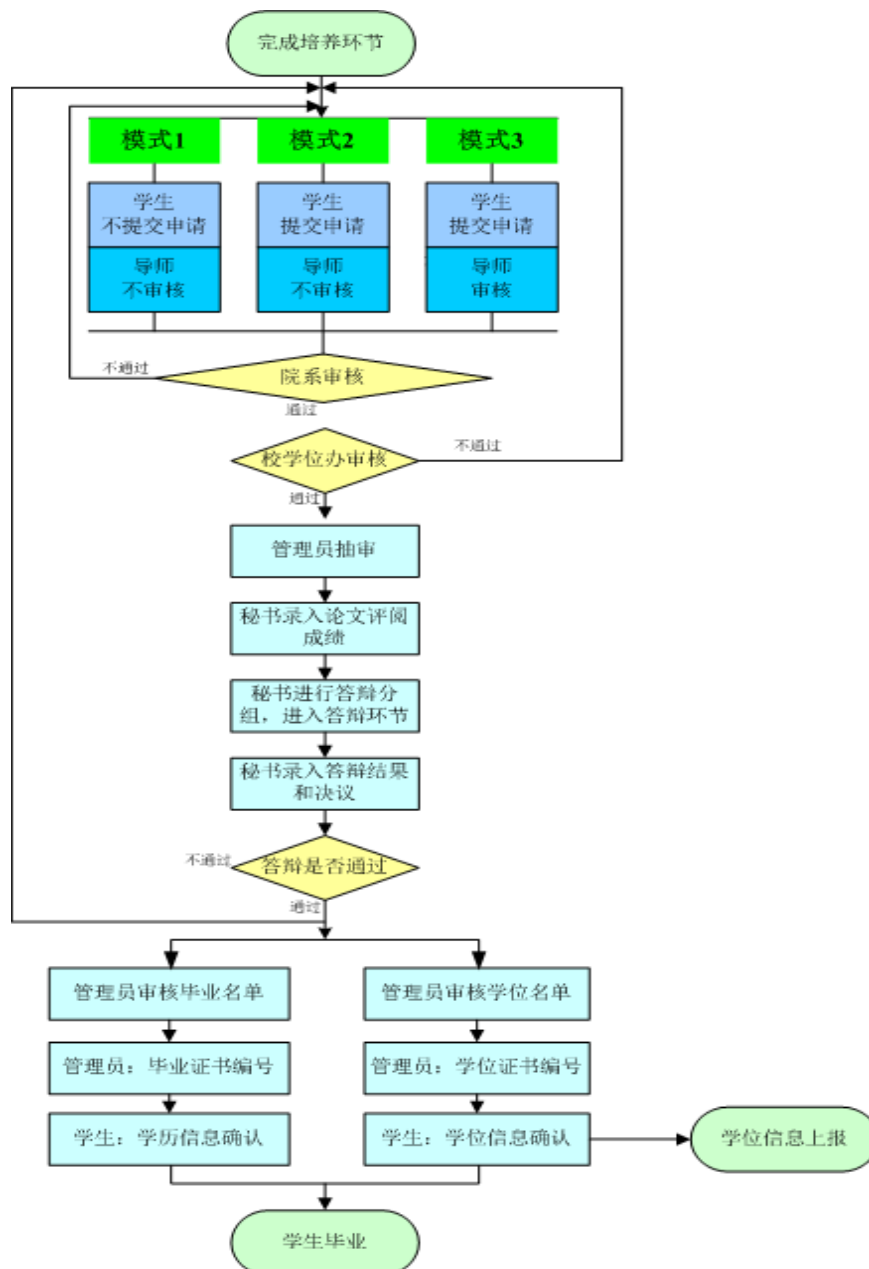 完成培养环节
模式1
模式2
模式3
学生
不提交申请
学生
提交申请
学生
提交申请
导师
不审核
导师
不审核
导师
审核
不通过
院系审核
通过
校学位办审核
不通过
通过
管理员抽审
秘书录入论文评阅
成绩
秘书进行答辩分
组，进入答辩环节
秘书录入答辩结果
和决议
不通过
答辩是否通过
通过
管理员审核毕业名单
管理员审核学位名单
管理员：毕业证书编号
管理员：学位证书编号
学生：学历信息确认
学生：学位信息确认
学位信息上报
学生毕业